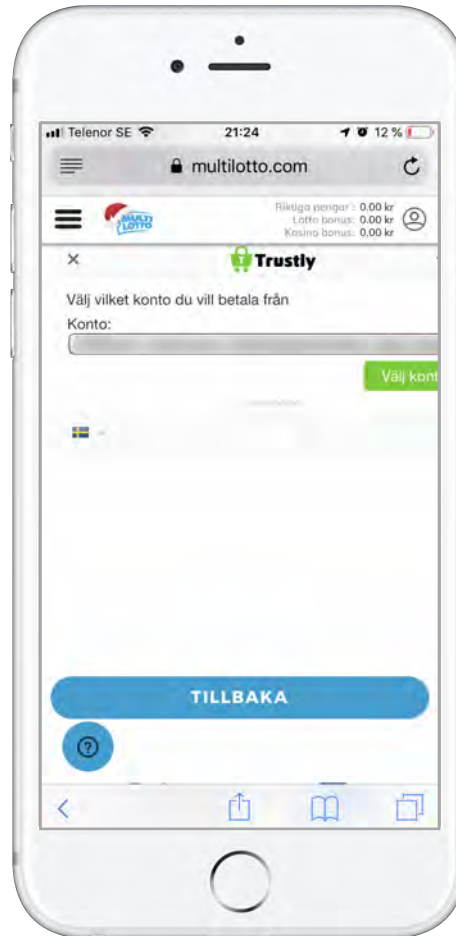 Telenor SE 21:24 12 %
multilotto.com
MULTI
LOTTO
Riktiga pengar : 0.00 kr
Lotto bonus: 0.00 kr
Kasino bonus: 0,00 kr
Trustly
Välj vilket konto du vill betala från
Konto:
Välj kont
TILLBAKA